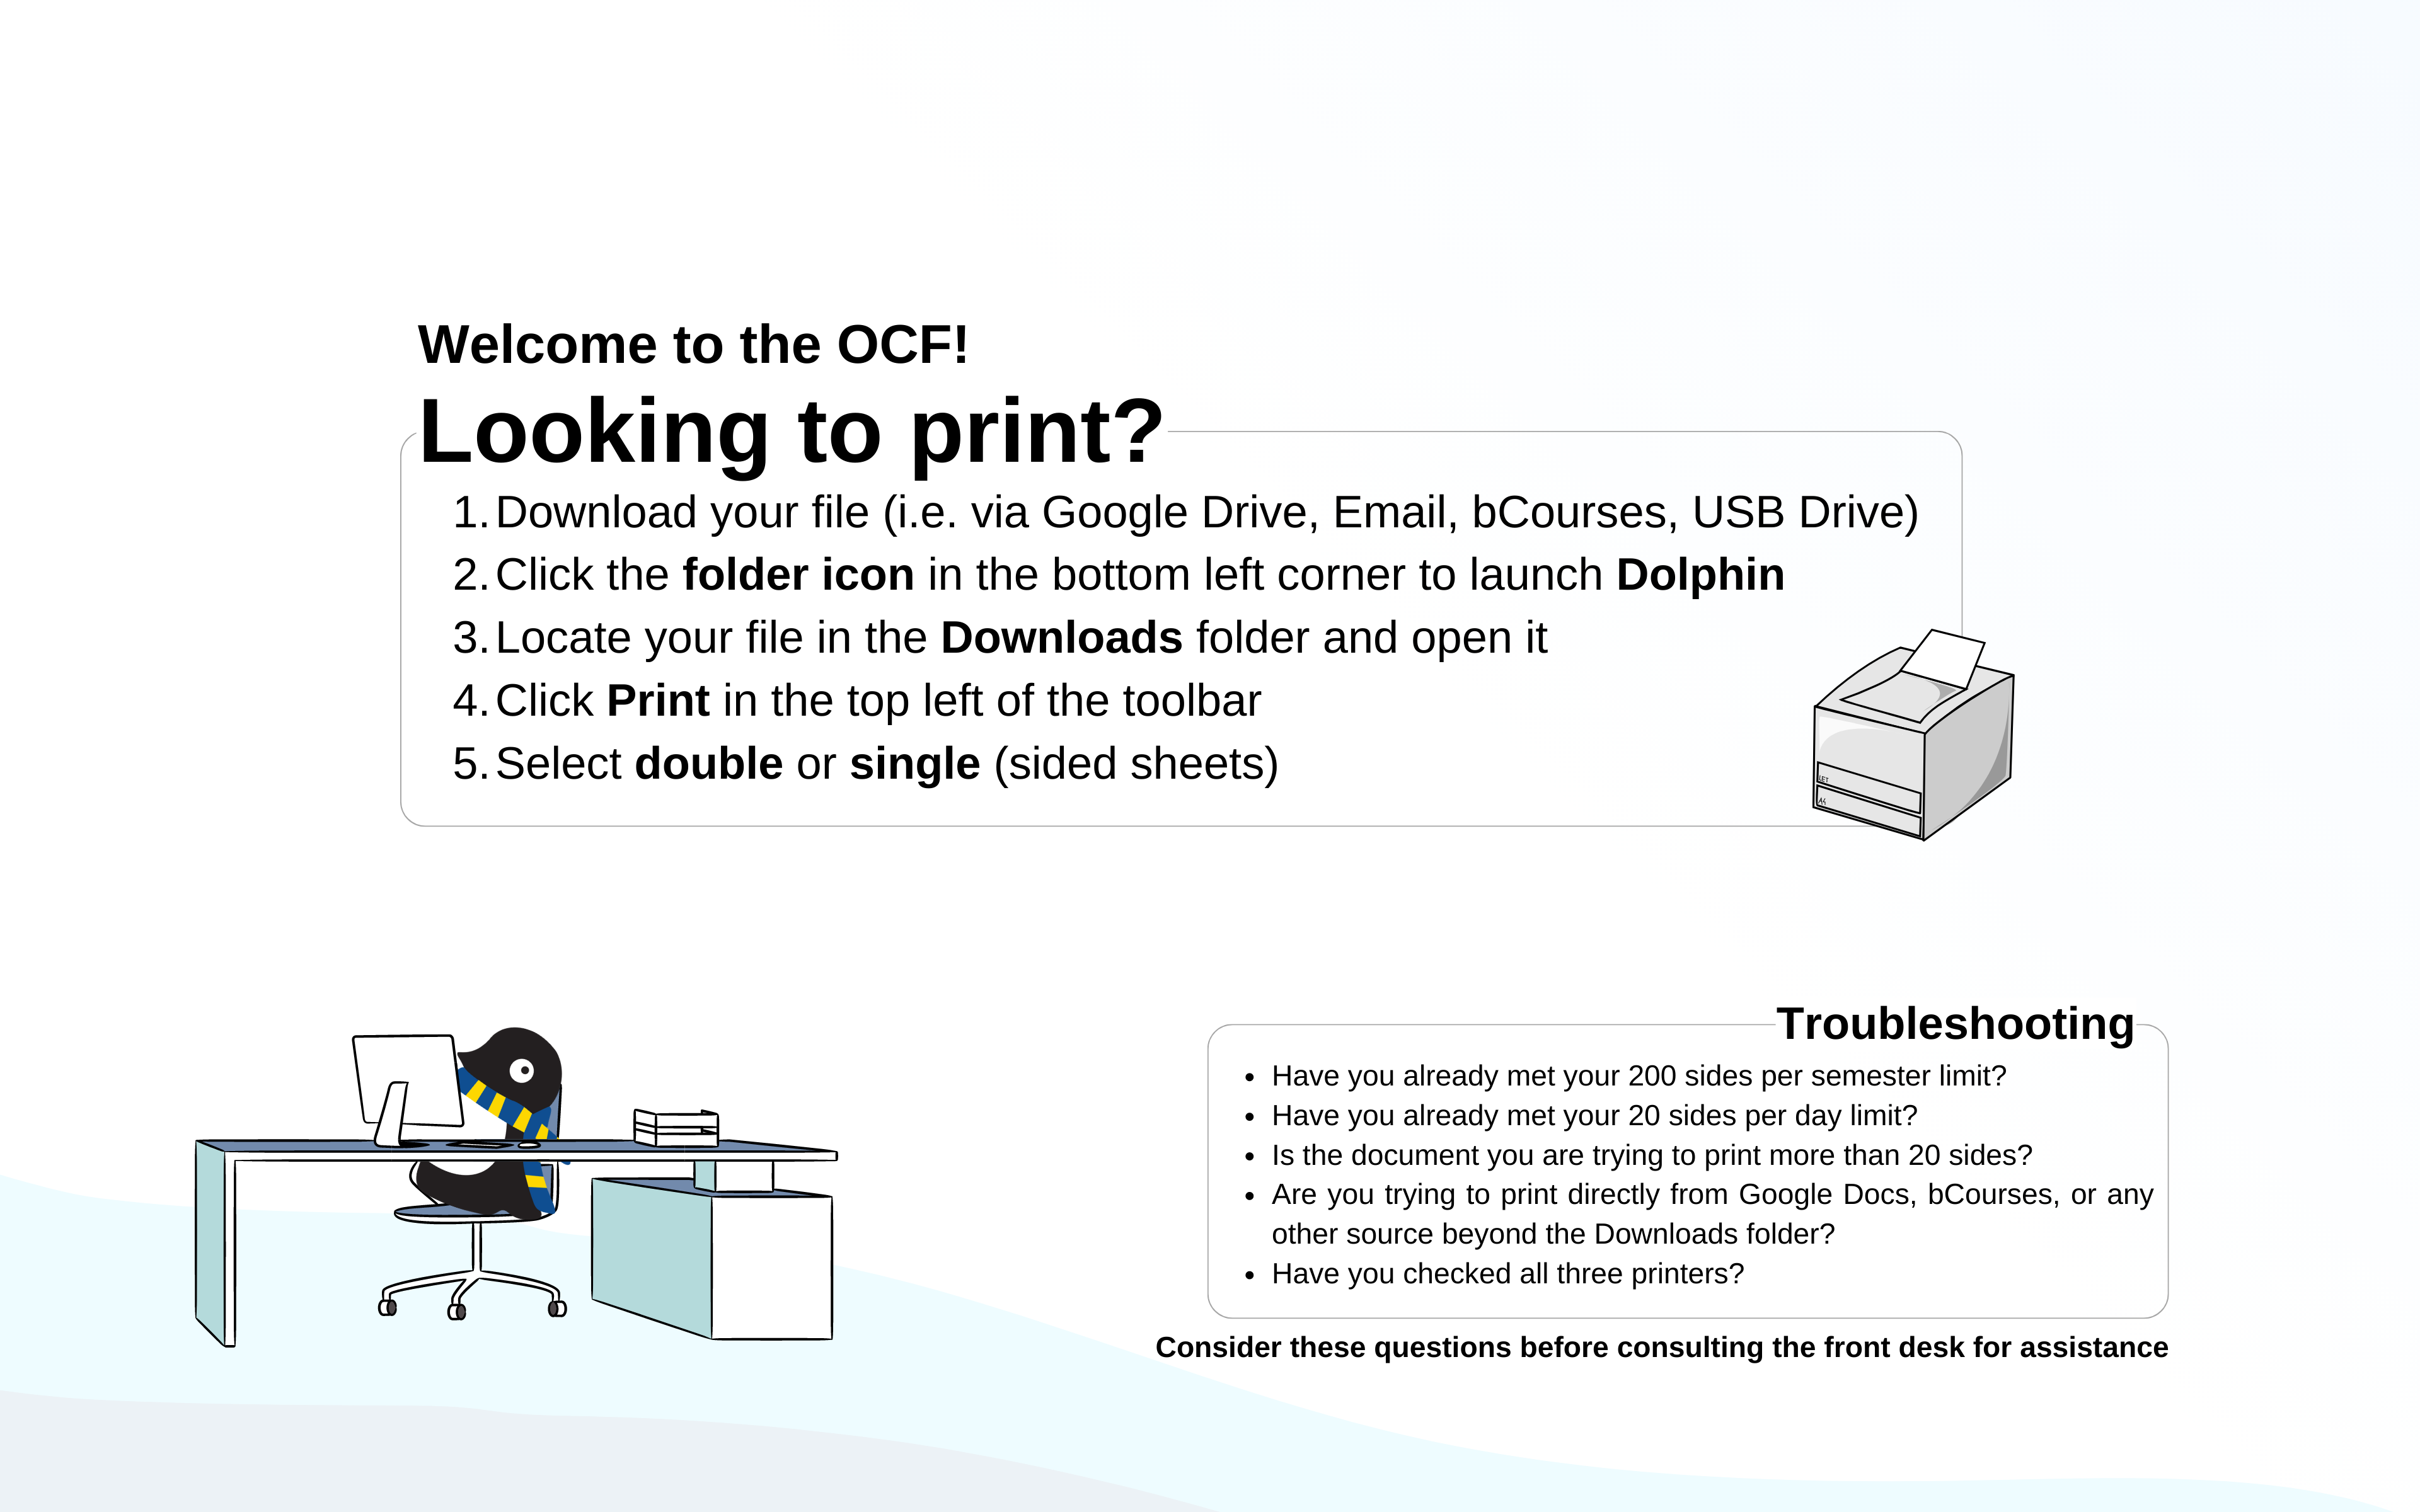 Welcome to the OCF!
Looking to print?
1. Download your file (i.e. via Google Drive, Email, bCourses, USB Drive)
2. Click the folder icon in the bottom left corner to launch Dolphin
3. Locate your file in the Downloads folder and open it
4. Click Print in the top left of the toolbar
5. Select double or single (sided sheets)
Troubleshooting
• Have you already met your 200 sides per semester limit?
• Have you already met your 20 sides per day limit?
• Is the document you are trying to print more than 20 sides?
• Are you trying to print directly from Google Docs, bCourses, or any
other source beyond the Downloads folder?
• Have you checked all three printers?
Consider these questions before consulting the front desk for assistance